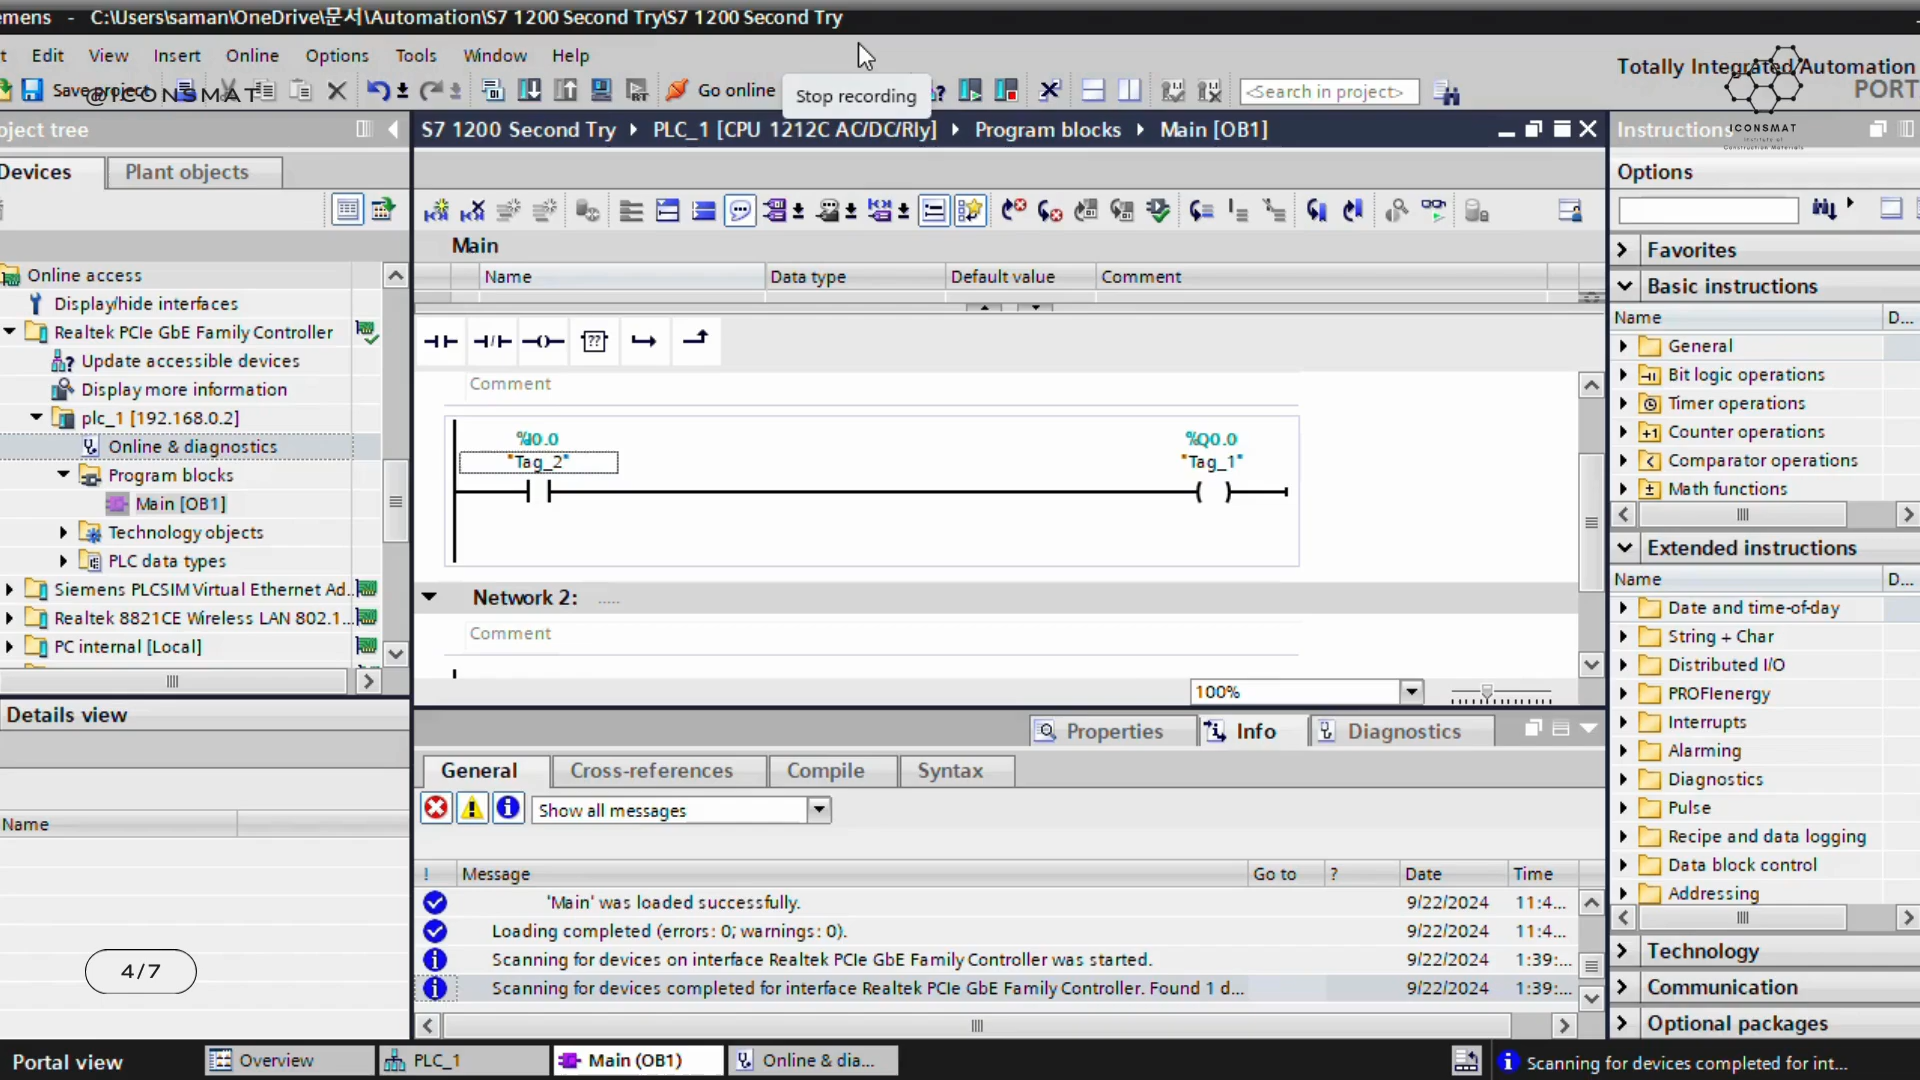 emens - C:\Users\saman\OneDrive\문서\Automation\S7 1200 Second Try\S7 1200 Second Try
t Edit View Insert Online Options Tools Window Help
Totally Integrated Automation
PORT
Save project
@ICONSMAT
Go online
Stop recording
<Search in project>
ICONSMAT
Institute of
Construction Materials
oject tree
S7 1200 Second Try PLC_1 [CPU 1212C AC/DC/Rly] Program blocks Main [OB1]
Instructions
Devices
Plant objects
Options
Main
Name Data type Default value Comment
Favorites
Basic instructions
Name D...
General
Bit logic operations
Timer operations
Counter operations
Comparator operations
Math functions
Extended instructions
Name D...
Date and time-of-day
String + Char
Distributed I/O
PROFIenergy
Interrupts
Alarming
Diagnostics
Pulse
Recipe and data logging
Data block control
Addressing
Technology
Communication
Optional packages
Online access
Display/hide interfaces
Realtek PCIe GbE Family Controller
Update accessible devices
Display more information
plc_1 [192.168.0.2]
Online & diagnostics
Program blocks
Main [OB1]
Technology objects
PLC data types
Siemens PLCSIM Virtual Ethernet Ad...
Realtek 8821CE Wireless LAN 802.1...
PC internal [Local]
Details view
Name
4/7
??
Comment
%I0.0
"Tag_2"
%Q0.0
"Tag_1"
Network 2: .....
Comment
100%
Properties Info Diagnostics
General Cross-references Compile Syntax
Show all messages
! Message Go to ? Date Time
'Main' was loaded successfully. 9/22/2024 11:4...
Loading completed (errors: 0; warnings: 0). 9/22/2024 11:4...
Scanning for devices on interface Realtek PCIe GbE Family Controller was started. 9/22/2024 1:39:...
Scanning for devices completed for interface Realtek PCIe GbE Family Controller. Found 1 d... 9/22/2024 1:39:...
Portal view Overview PLC_1 Main (OB1) Online & dia...
Scanning for devices completed for int...